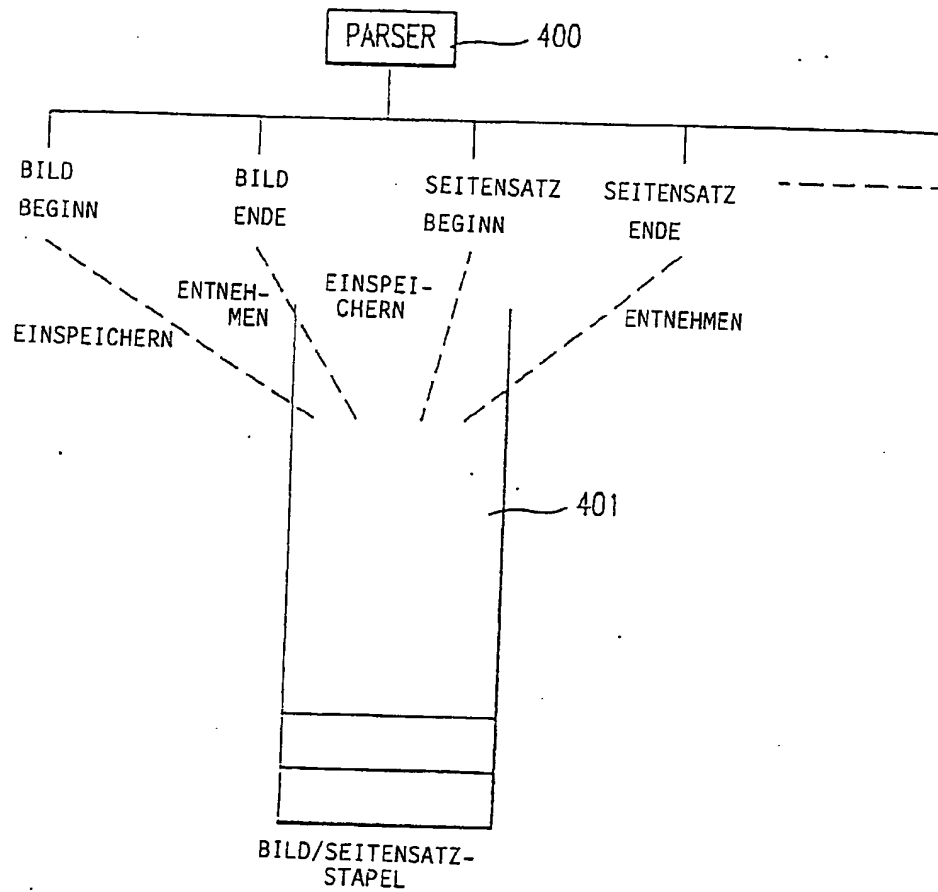 PARSER
400
BILD
BEGINN
BILD
ENDE
SEITENSATZ
BEGINN
SEITENSATZ
ENDE
EINSPEICHERN
ENTNEH-
MEN
EINSPEI-
CHERN
ENTNEHMEN
401
BILD/SEITENSATZ-
STAPEL